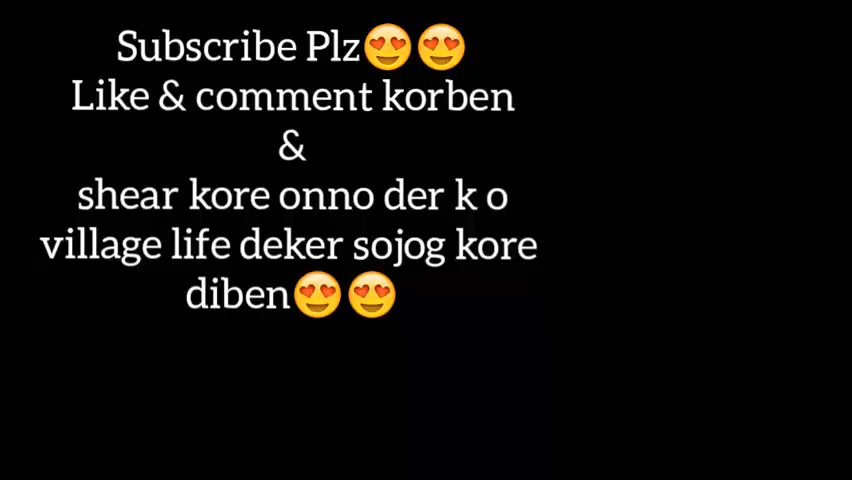 Subscribe Plz😍😍
Like & comment korben
&
shear kore onno der k o
village life deker sojog kore
diben😍😍